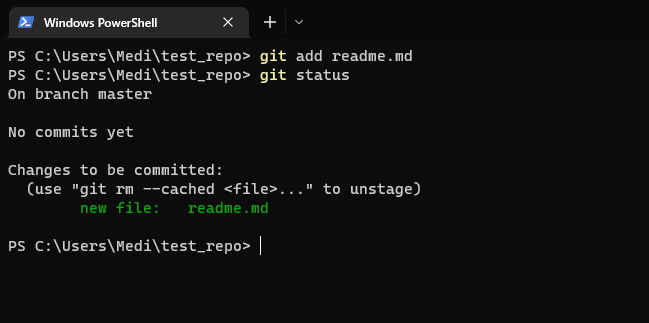 Windows PowerShell
PS C:\Users\Medi\test_repo> git add readme.md
PS C:\Users\Medi\test_repo> git status
On branch master
No commits yet
Changes to be committed:
  (use "git rm --cached <file>..." to unstage)
        new file:   readme.md
PS C:\Users\Medi\test_repo>